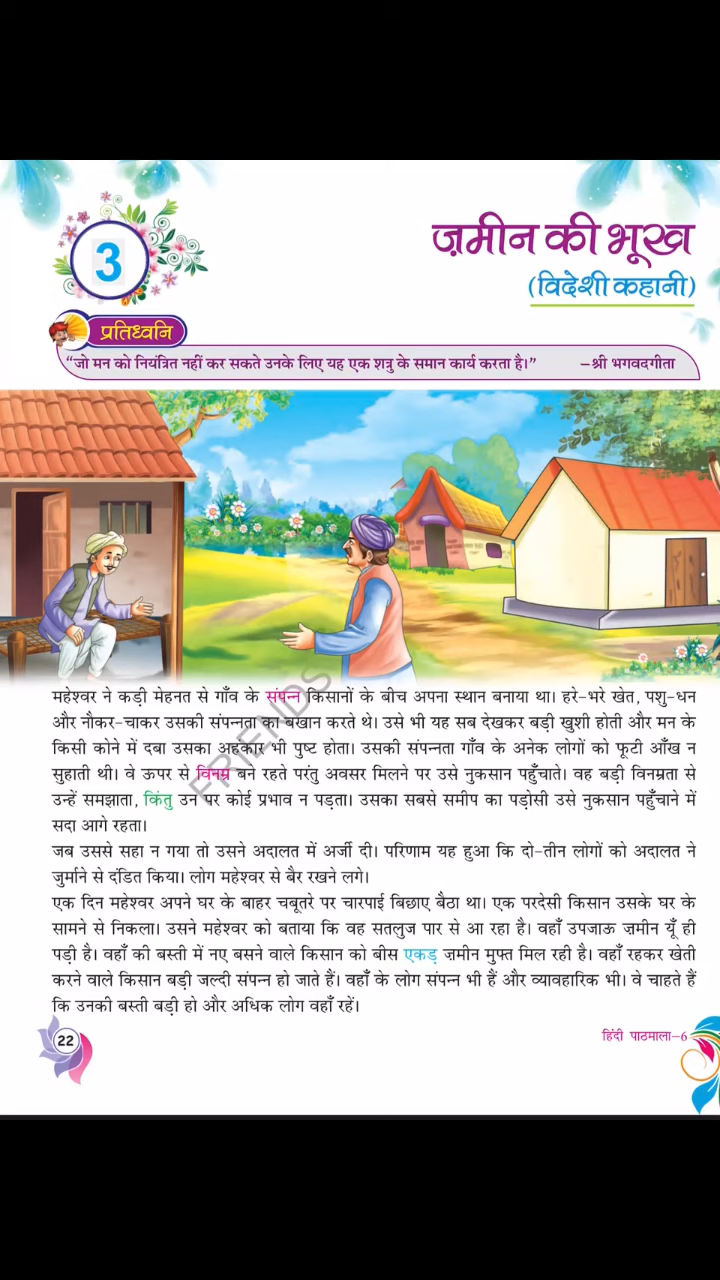 3
ज़मीन की भूख
(विदेशी कहानी)
प्रतिध्वनि
“जो मन को नियंत्रित नहीं कर सकते उनके लिए यह एक शत्रु के समान कार्य करता है।” –श्री भगवदगीता
महेश्वर ने कड़ी मेहनत से गाँव के संपन्न किसानों के बीच अपना स्थान बनाया था। हरे-भरे खेत, पशु-धन
और नौकर-चाकर उसकी संपन्नता का बखान करते थे। उसे भी यह सब देखकर बड़ी खुशी होती और मन के
किसी कोने में दबा उसका अहंकार भी पुष्ट होता। उसकी संपन्नता गाँव के अनेक लोगों को फूटी आँख न
सुहाती थी। वे ऊपर से विनम्र बने रहते परंतु अवसर मिलने पर उसे नुकसान पहुँचाते। वह बड़ी विनम्रता से
उन्हें समझाता, किंतु उन पर कोई प्रभाव न पड़ता। उसका सबसे समीप का पड़ोसी उसे नुकसान पहुँचाने में
सदा आगे रहता।
जब उससे सहा न गया तो उसने अदालत में अर्जी दी। परिणाम यह हुआ कि दो-तीन लोगों को अदालत ने
जुर्माने से दंडित किया। लोग महेश्वर से बैर रखने लगे।
एक दिन महेश्वर अपने घर के बाहर चबूतरे पर चारपाई बिछाए बैठा था। एक परदेसी किसान उसके घर के
सामने से निकला। उसने महेश्वर को बताया कि वह सतलुज पार से आ रहा है। वहाँ उपजाऊ ज़मीन यूँ ही
पड़ी है। वहाँ की बस्ती में नए बसने वाले किसान को बीस एकड़ ज़मीन मुफ्त मिल रही है। वहाँ रहकर खेती
करने वाले किसान बड़ी जल्दी संपन्न हो जाते हैं। वहाँ के लोग संपन्न भी हैं और व्यावहारिक भी। वे चाहते हैं
कि उनकी बस्ती बड़ी हो और अधिक लोग वहाँ रहें।
FRIENDS
22
हिंदी पाठमाला–6